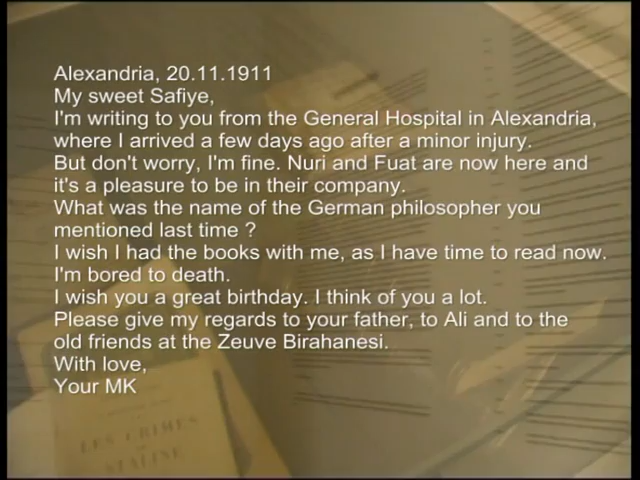 Alexandria, 20.11.1911
My sweet Safiye,
I'm writing to you from the General Hospital in Alexandria,
where I arrived a few days ago after a minor injury.
But don't worry, I'm fine. Nuri and Fuat are now here and
it's a pleasure to be in their company.
What was the name of the German philosopher you
mentioned last time ?
I wish I had the books with me, as I have time to read now.
I'm bored to death.
I wish you a great birthday. I think of you a lot.
Please give my regards to your father, to Ali and to the
old friends at the Zeuve Birahanesi.
With love,
Your MK
LES CRIMES
DE STALINE